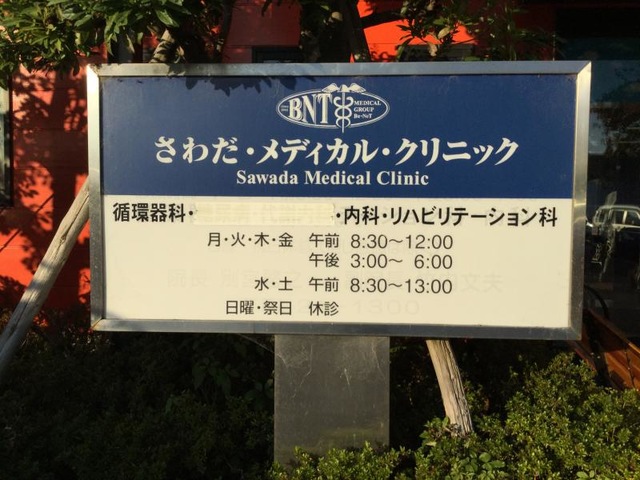 BNT MEDICAL GROUP Be-NeT
さわだ・メディカル・クリニック
Sawada Medical Clinic
循環器科・ ・内科・リハビリテーション科
月・火・木・金 午前 8:30〜12:00
午後 3:00〜 6:00
水・土 午前 8:30〜13:00
日曜・祭日 休診